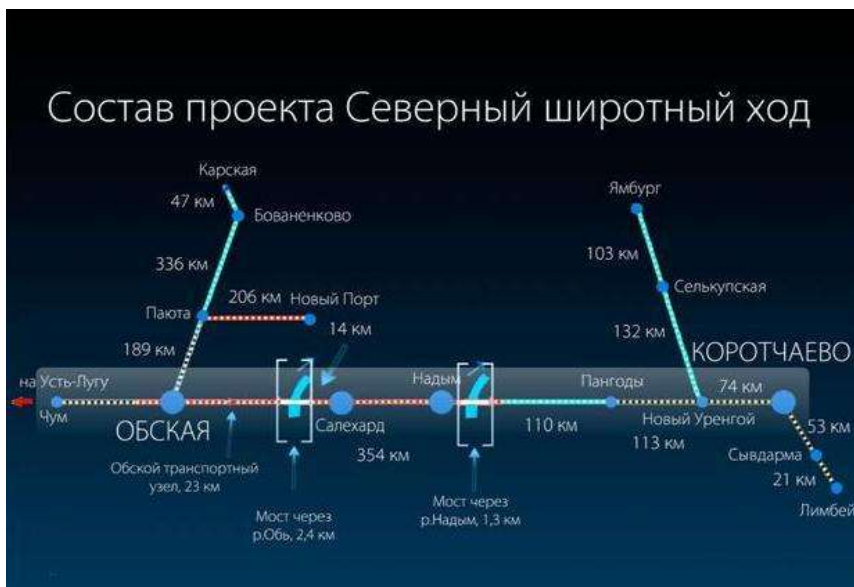 Состав проекта Северный широтный ход
Карская
47 км
Бованенково
336 км
Паюта
206 км
Новый Порт
14 км
189 км
Ямбург
103 км
Селькупская
132 км
КОРОТЧАЕВО
на Усть-Лугу
Чум
ОБСКАЯ
Салехард
Надым
Пангоды
74 км
Новый Уренгой
110 км
113 км
354 км
53 км
Сывдарма
21 км
Лимбей
Обской транспортный
узел, 23 км
Мост через
р.Обь, 2,4 км
Мост через
р.Надым, 1,3 км